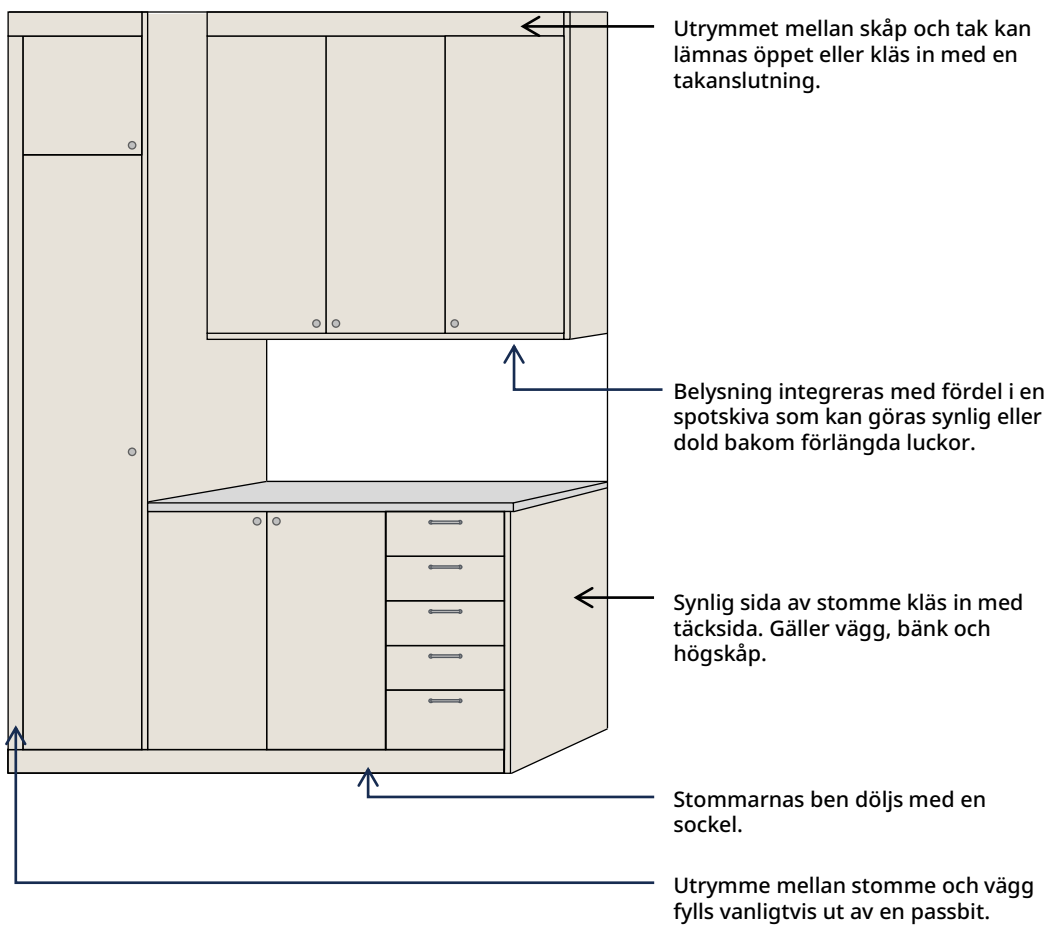 Utrymmet mellan skåp och tak kan
lämnas öppet eller kläs in med en
takanslutning.
Belysning integreras med fördel i en
spotskiva som kan göras synlig eller
dold bakom förlängda luckor.
Synlig sida av stomme kläs in med
täcksida. Gäller vägg, bänk och
högskåp.
Stommarnas ben döljs med en
sockel.
Utrymme mellan stomme och vägg
fylls vanligtvis ut av en passbit.